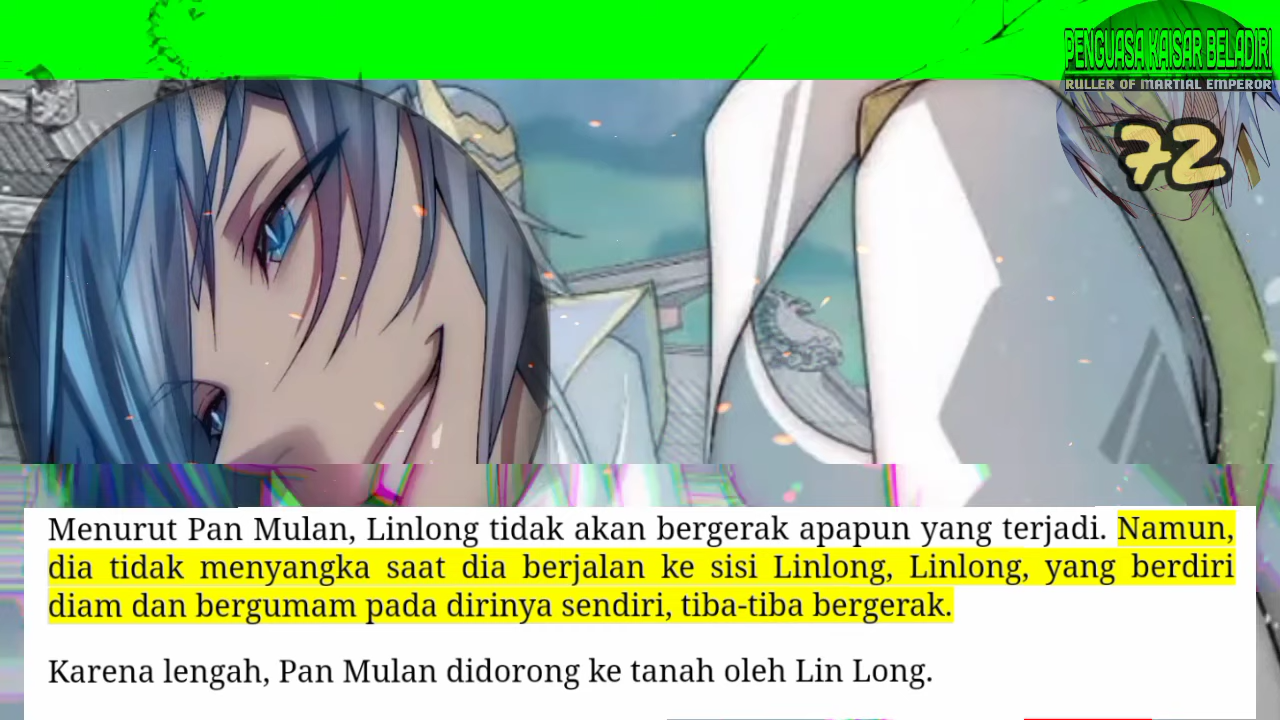 PENGUASA KAISAR BELADIRI
RULLER OF MARTIAL EMPEROR
72
Menurut Pan Mulan, Linlong tidak akan bergerak apapun yang terjadi. Namun,
dia tidak menyangka saat dia berjalan ke sisi Linlong, Linlong, yang berdiri
diam dan bergumam pada dirinya sendiri, tiba-tiba bergerak.
Karena lengah, Pan Mulan didorong ke tanah oleh Lin Long.